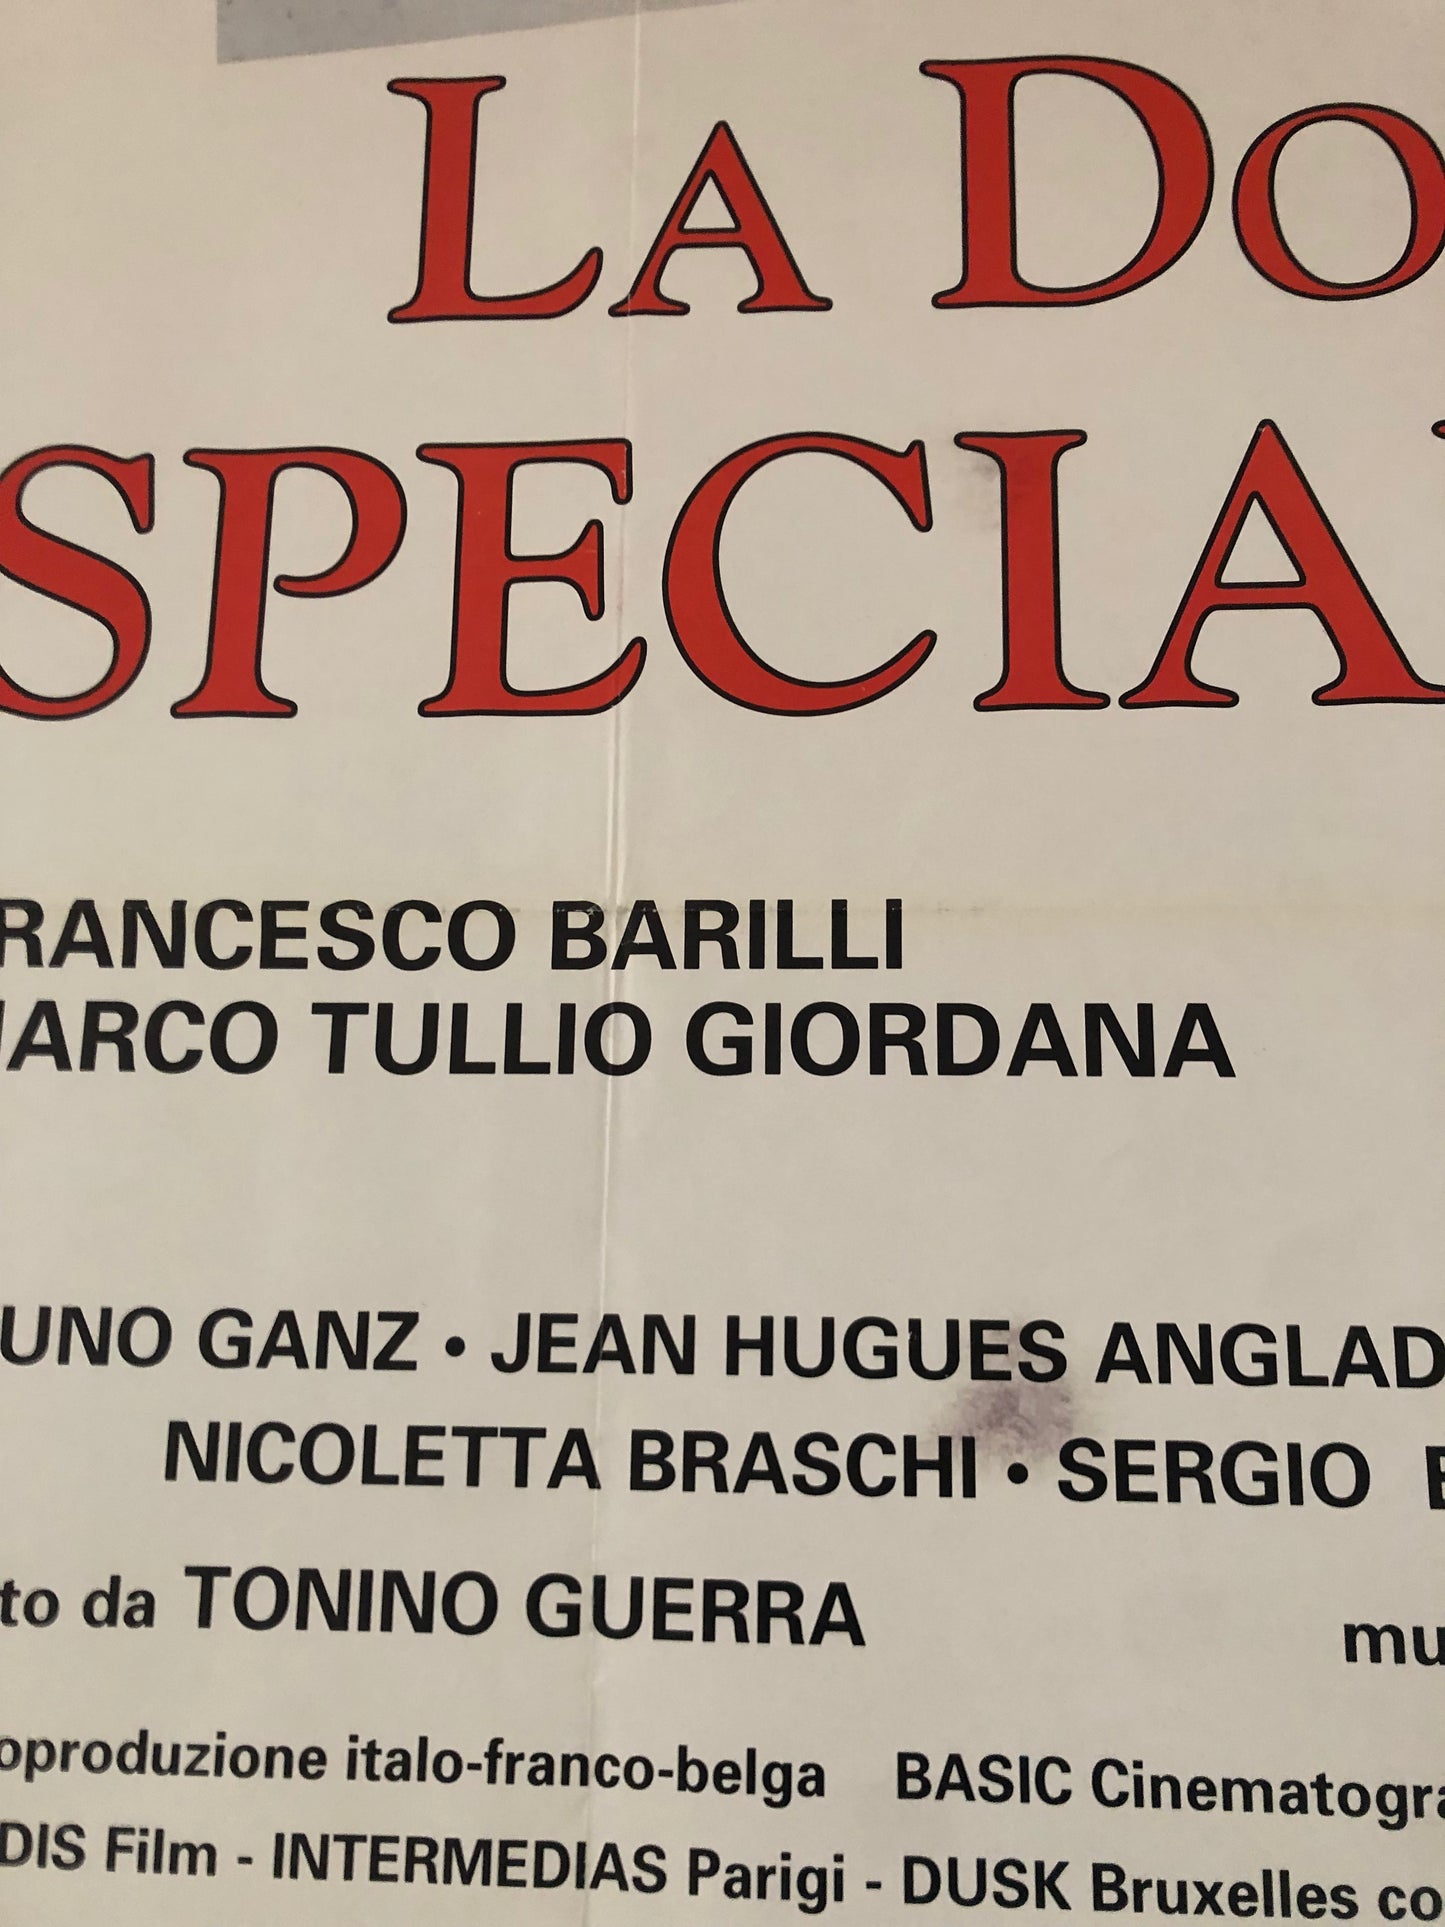 LA DO
SPECIA
RANCESCO BARILLI
MARCO TULLIO GIORDANA
UNO GANZ • JEAN HUGUES ANGLAD
NICOLETTA BRASCHI • SERGIO
to da TONINO GUERRA
mu
oproduzione italo-franco-belga BASIC Cinematogra
DIS Film - INTERMEDIAS Parigi - DUSK Bruxelles co